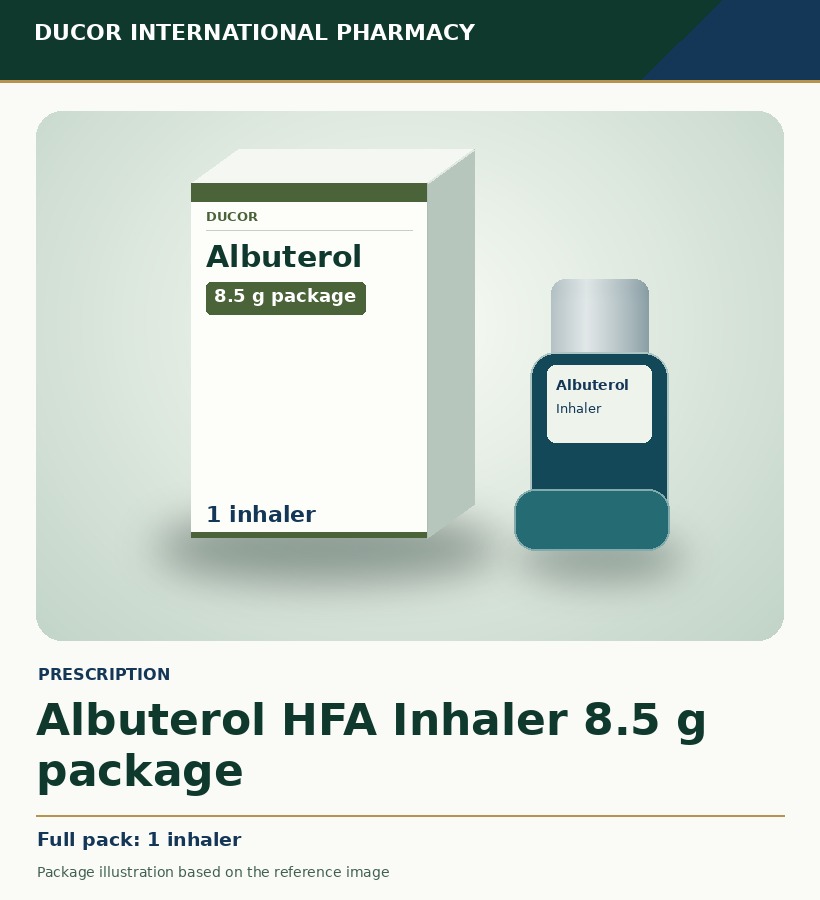 DUCOR INTERNATIONAL PHARMACY
DUCOR
Albuterol
8.5 g package
1 inhaler
Albuterol
Inhaler
PRESCRIPTION
Albuterol HFA Inhaler 8.5 g
package
Full pack: 1 inhaler
Package illustration based on the reference image